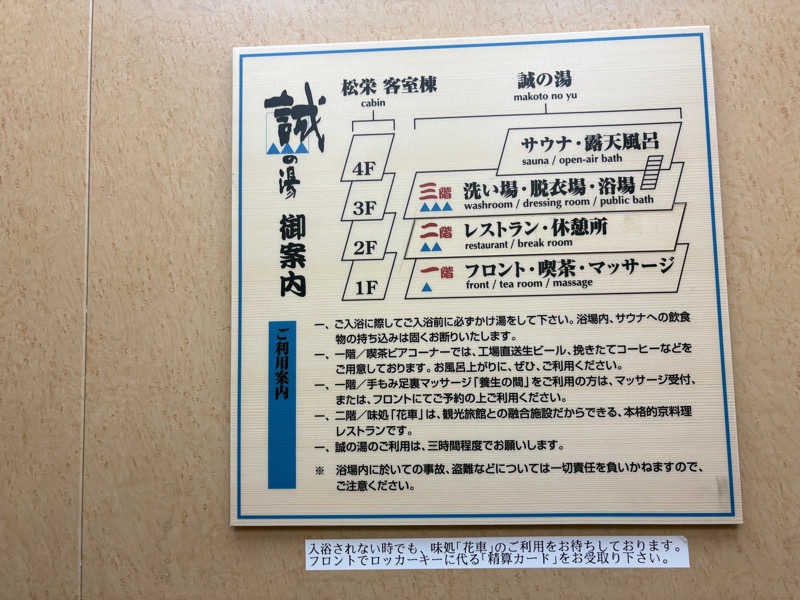 誠の湯 御案内
松栄 客室棟
cabin
誠の湯
makoto no yu
サウナ・露天風呂
sauna / open-air bath
4F
三階 洗い場・脱衣場・浴場
washroom / dressing room / public bath
3F
二階 レストラン・休憩所
restaurant / break room
2F
一階 フロント・喫茶・マッサージ
front / tea room / massage
1F
ご利用案内
一、ご入浴に際してご入浴前に必ずかけ湯をして下さい。浴場内、サウナへの飲食
物の持ち込みは固くお断りいたします。
一、一階／喫茶ビアコーナーでは、工場直送生ビール、挽きたてコーヒーなどを
ご用意しております。お風呂上がりに、ぜひ、ご利用ください。
一、一階／手もみ足裏マッサージ「養生の間」をご利用の方は、マッサージ受付、
または、フロントにてご予約の上ご利用ください。
一、二階／味処「花車」は、観光旅館との融合施設だからできる、本格的京料理
レストランです。
一、誠の湯のご利用は、三時間程度でお願いします。
※ 浴場内に於いての事故、盗難などについては一切責任を負いかねますので、
ご注意ください。
入浴されない時でも、味処「花車」のご利用をお待ちしております。
フロントでロッカーキーに代る「精算カード」をお受取り下さい。